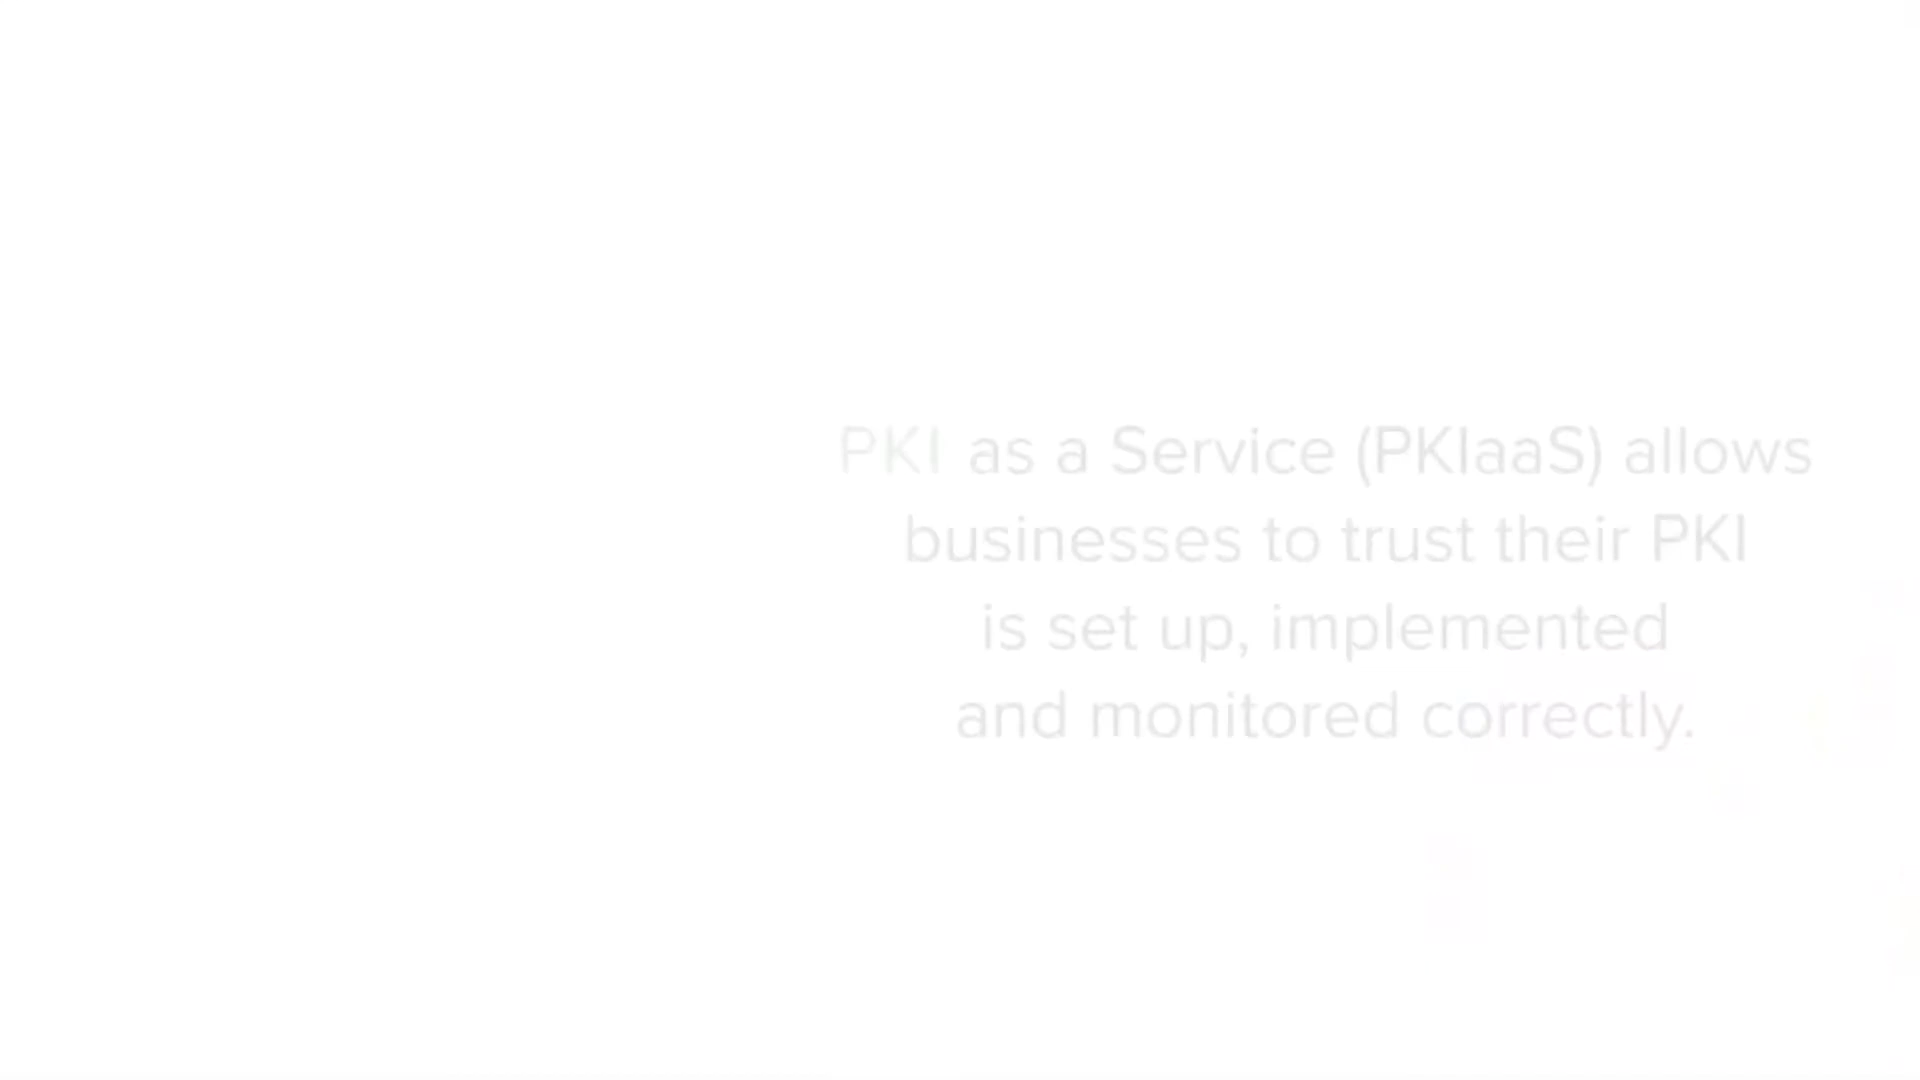 PKI as a Service (PKIaaS) allows
businesses to trust their PKI
is set up, implemented
and monitored correctly.